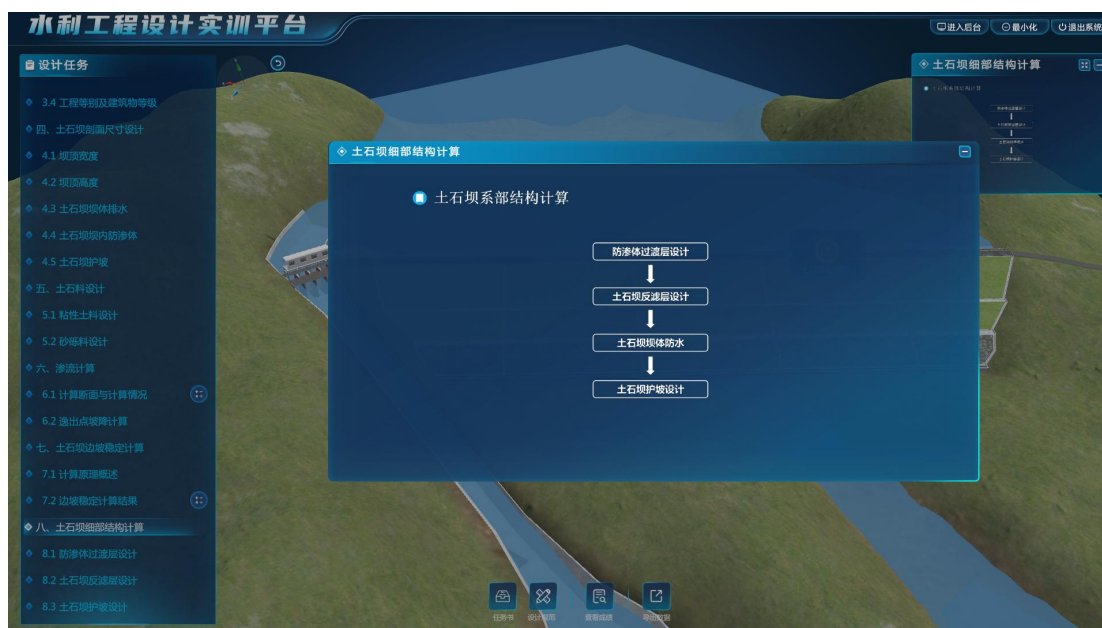 水利工程设计实训平台
进入后台
最小化
退出系统
设计任务
3.4 工程等别及建筑物等级
四、土石坝剖面尺寸设计
4.1 坝顶宽度
4.2 坝顶高度
4.3 土石坝坝体排水
4.4 土石坝坝内防渗体
4.5 土石坝护坡
五、土石料设计
5.1 粘性土料设计
5.2 砂砾料设计
六、渗流计算
6.1 计算断面与计算情况
6.2 逸出点坡降计算
七、土石坝边坡稳定计算
7.1 计算原理概述
7.2 边坡稳定计算结果
八、土石坝细部结构计算
8.1 防渗体过渡层设计
8.2 土石坝反滤层设计
8.3 土石坝护坡设计
土石坝细部结构计算
土石坝系部结构计算
防渗体过渡层设计
土石坝反滤层设计
土石坝坝体防水
土石坝护坡设计
土石坝细部结构计算
任务书
查看成绩
导出数据